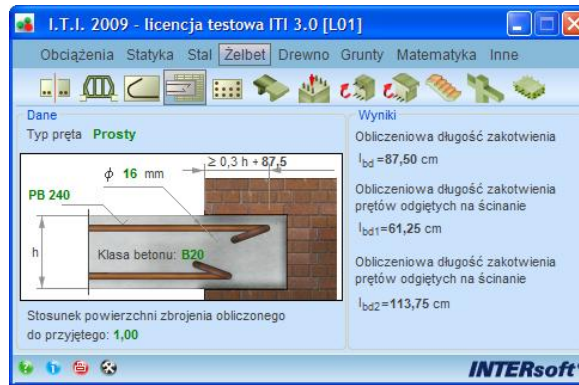 I.T.I. 2009 - licencja testowa ITI 3.0 [L01]
Obciążenia Statyka Stal Żelbet Drewno Grunty Matematyka Inne
Dane
Typ pręta Prosty
≥ 0,3 h + 87,5
ϕ 16 mm
PB 240
h
Klasa betonu: B20
Stosunek powierzchni zbrojenia obliczonego
do przyjętego: 1,00
Wyniki
Obliczeniowa długość zakotwienia
lbd =87,50 cm
Obliczeniowa długość zakotwienia
prętów odgiętych na ścinanie
lbd1=61,25 cm
Obliczeniowa długość zakotwienia
prętów odgiętych na ścinanie
lbd2=113,75 cm
INTERsoft